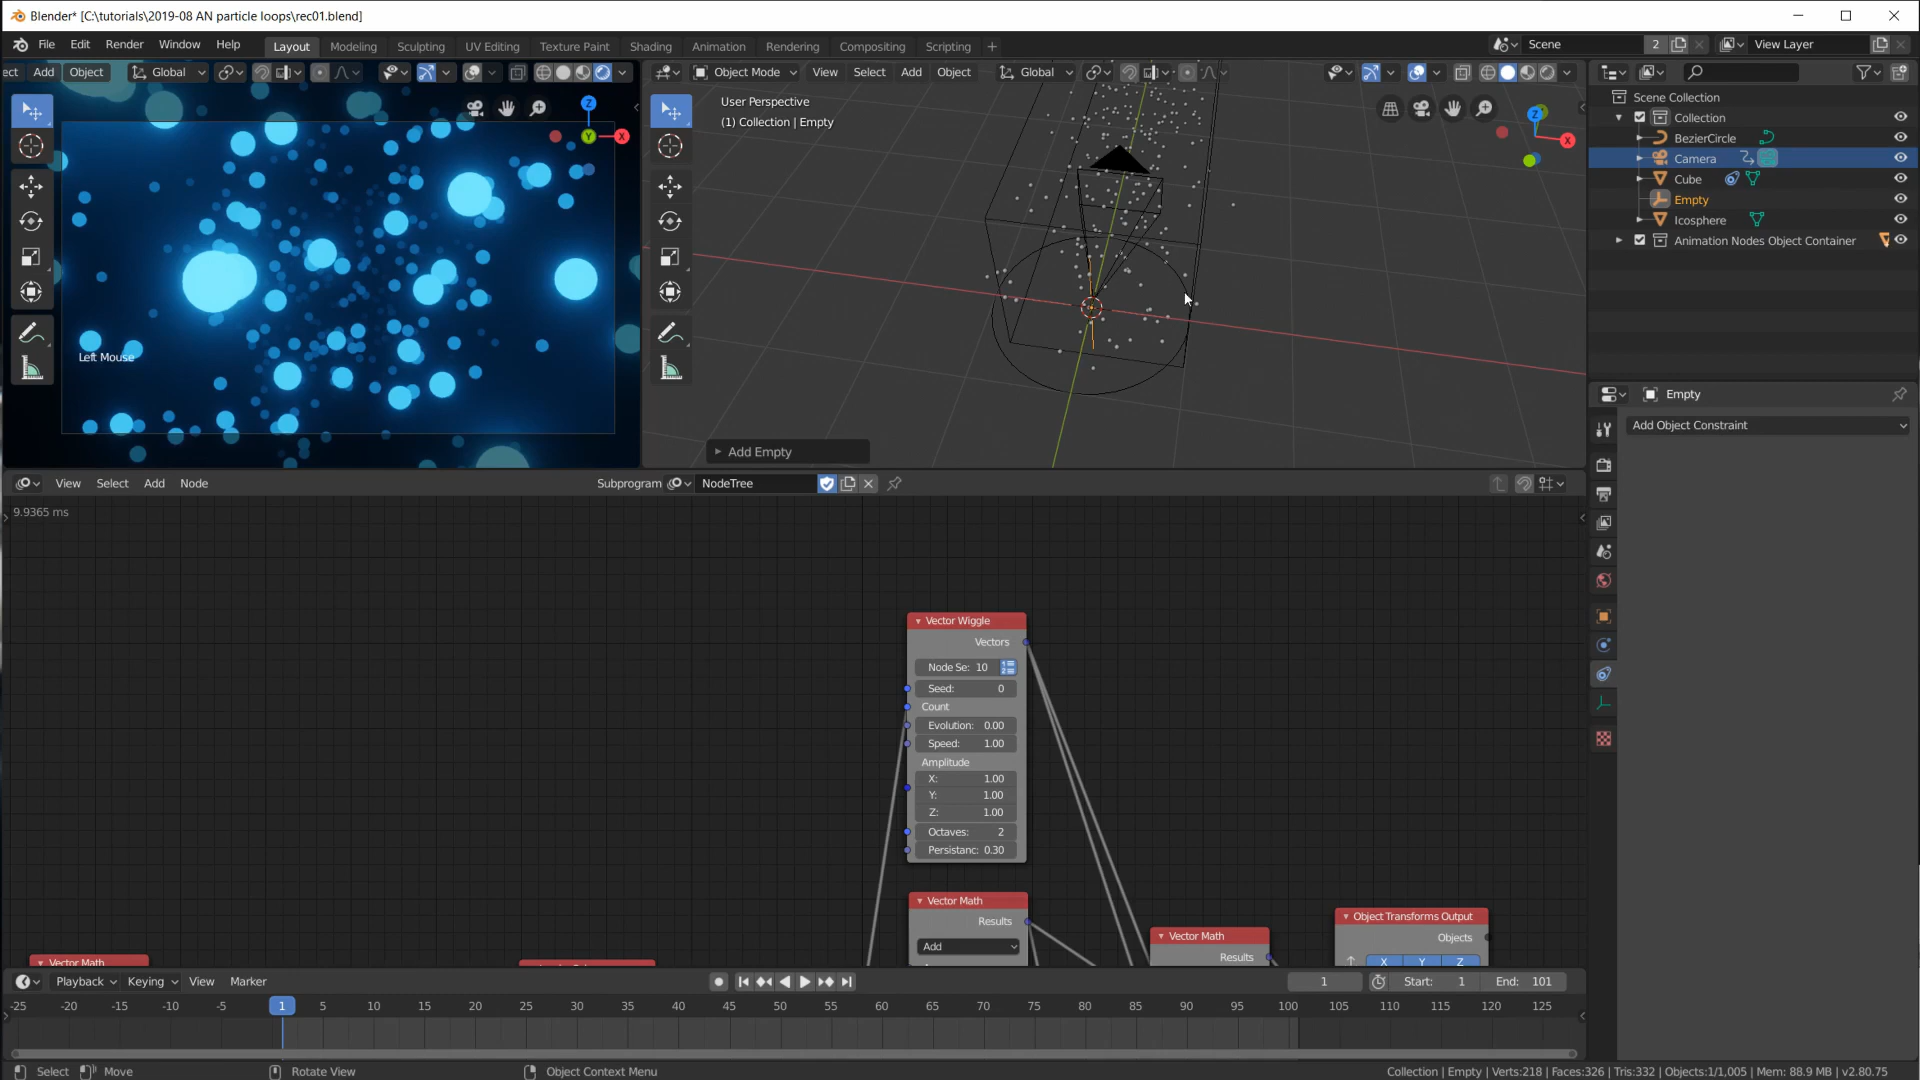 Blender* [C:\tutorials\2019-08 AN particle loops\rec01.blend]
File Edit Render Window Help Layout Modeling Sculpting UV Editing Texture Paint Shading Animation Rendering Compositing Scripting + Scene 2 View Layer
ect Add Object Global
Object Mode View Select Add Object Global
User Perspective
(1) Collection | Empty
Z
Y
X
Left Mouse
Z
X
Add Empty
Scene Collection
Collection
BezierCircle
Camera
Cube
Empty
Icosphere
Animation Nodes Object Container
Empty
Add Object Constraint
View Select Add Node Subprogram NodeTree
9.9365 ms
Vector Wiggle
Vectors
Node Se: 10
Seed: 0
Count
Evolution: 0.00
Speed: 1.00
Amplitude
X: 1.00
Y: 1.00
Z: 1.00
Octaves: 2
Persistanc: 0.30
Vector Math
Results
Add
Vector Math
Results
Object Transforms Output
Objects
X Y Z
Vector Math
Playback Keying View Marker 1 Start: 1 End: 101
-25 -20 -15 -10 -5 1 5 10 15 20 25 30 35 40 45 50 55 60 65 70 75 80 85 90 95 100 105 110 115 120 125
Select Move Rotate View Object Context Menu Collection | Empty | Verts:218 | Faces:326 | Tris:332 | Objects:1/1,005 | Mem: 88.9 MB | v2.80.75